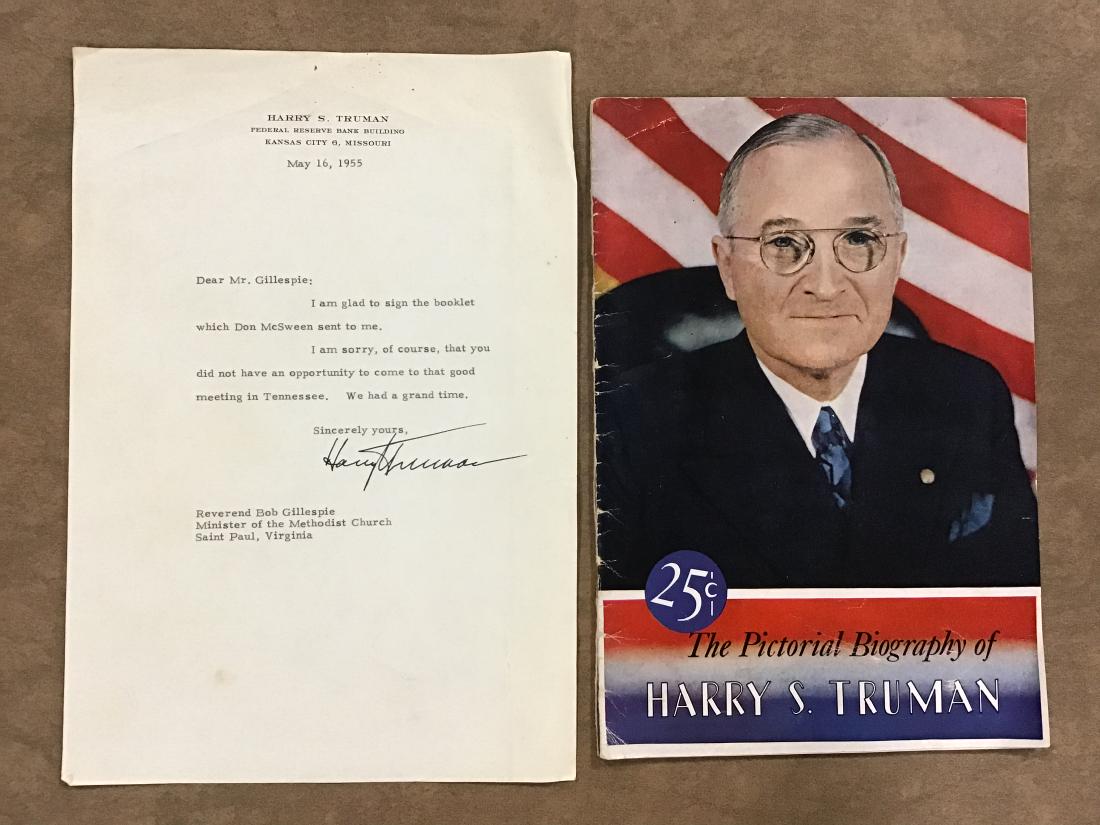 HARRY S. TRUMAN
FEDERAL RESERVE BANK BUILDING
KANSAS CITY 6, MISSOURI
May 16, 1955
Dear Mr. Gillespie:
I am glad to sign the booklet
which Don McSween sent to me.
I am sorry, of course, that you
did not have an opportunity to come to that good
meeting in Tennessee. We had a grand time.
Sincerely yours,
Harry Truman
Reverend Bob Gillespie
Minister of the Methodist Church
Saint Paul, Virginia
25¢
The Pictorial Biography of
HARRY S. TRUMAN